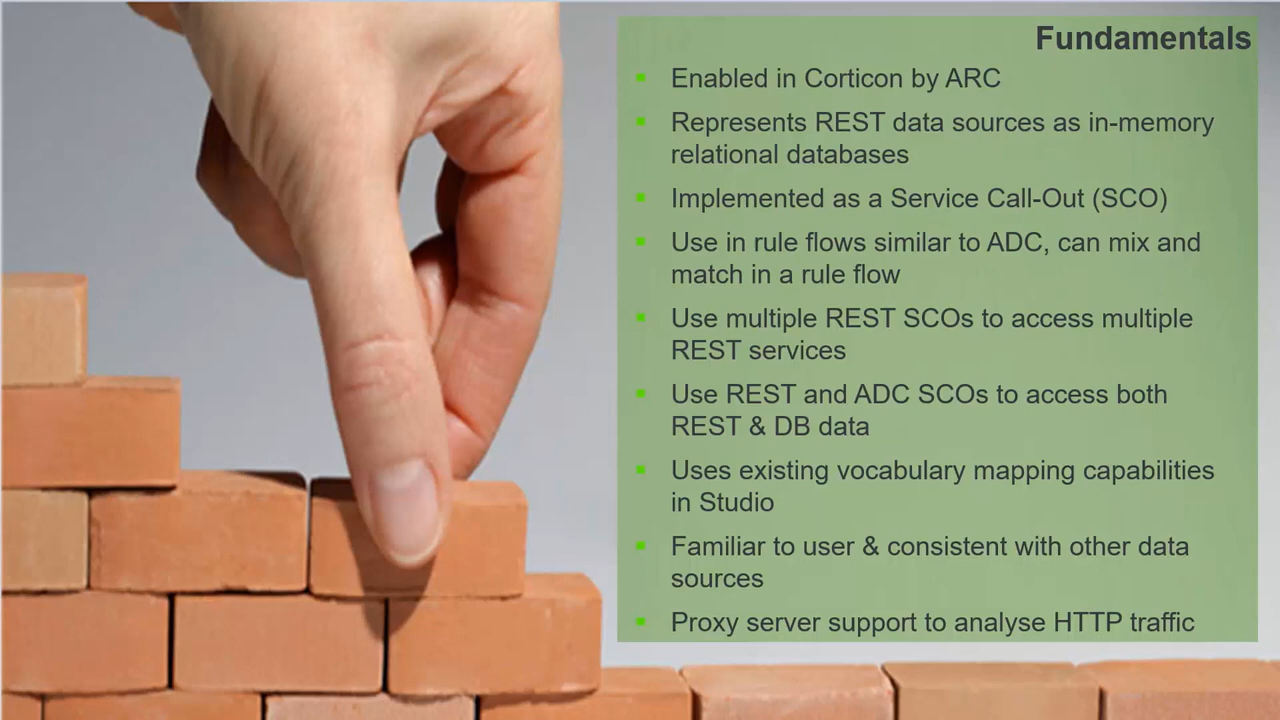 Fundamentals
Enabled in Corticon by ARC
Represents REST data sources as in-memory
relational databases
Implemented as a Service Call-Out (SCO)
Use in rule flows similar to ADC, can mix and
match in a rule flow
Use multiple REST SCOs to access multiple
REST services
Use REST and ADC SCOs to access both
REST & DB data
Uses existing vocabulary mapping capabilities
in Studio
Familiar to user & consistent with other data
sources
Proxy server support to analyse HTTP traffic